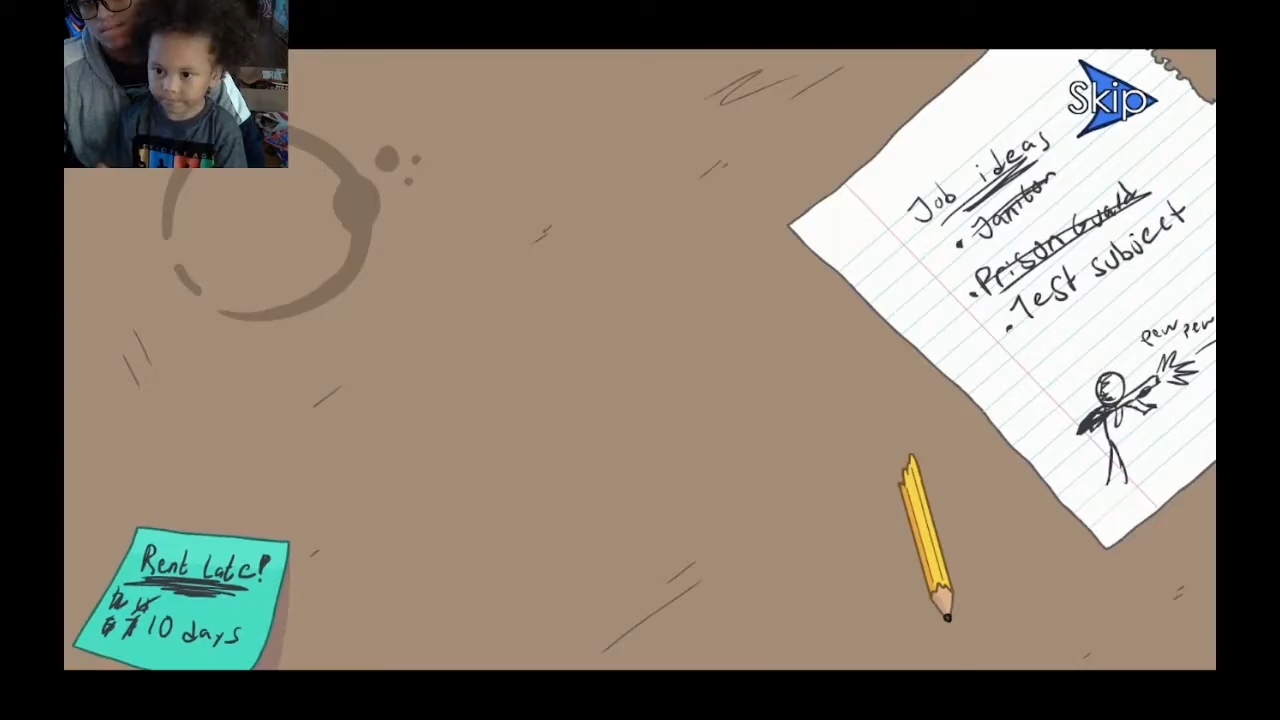 Skip
Job ideas
• Janitor
• Prison Guard
• Test subject
pew pew
Rent Late!
10 days